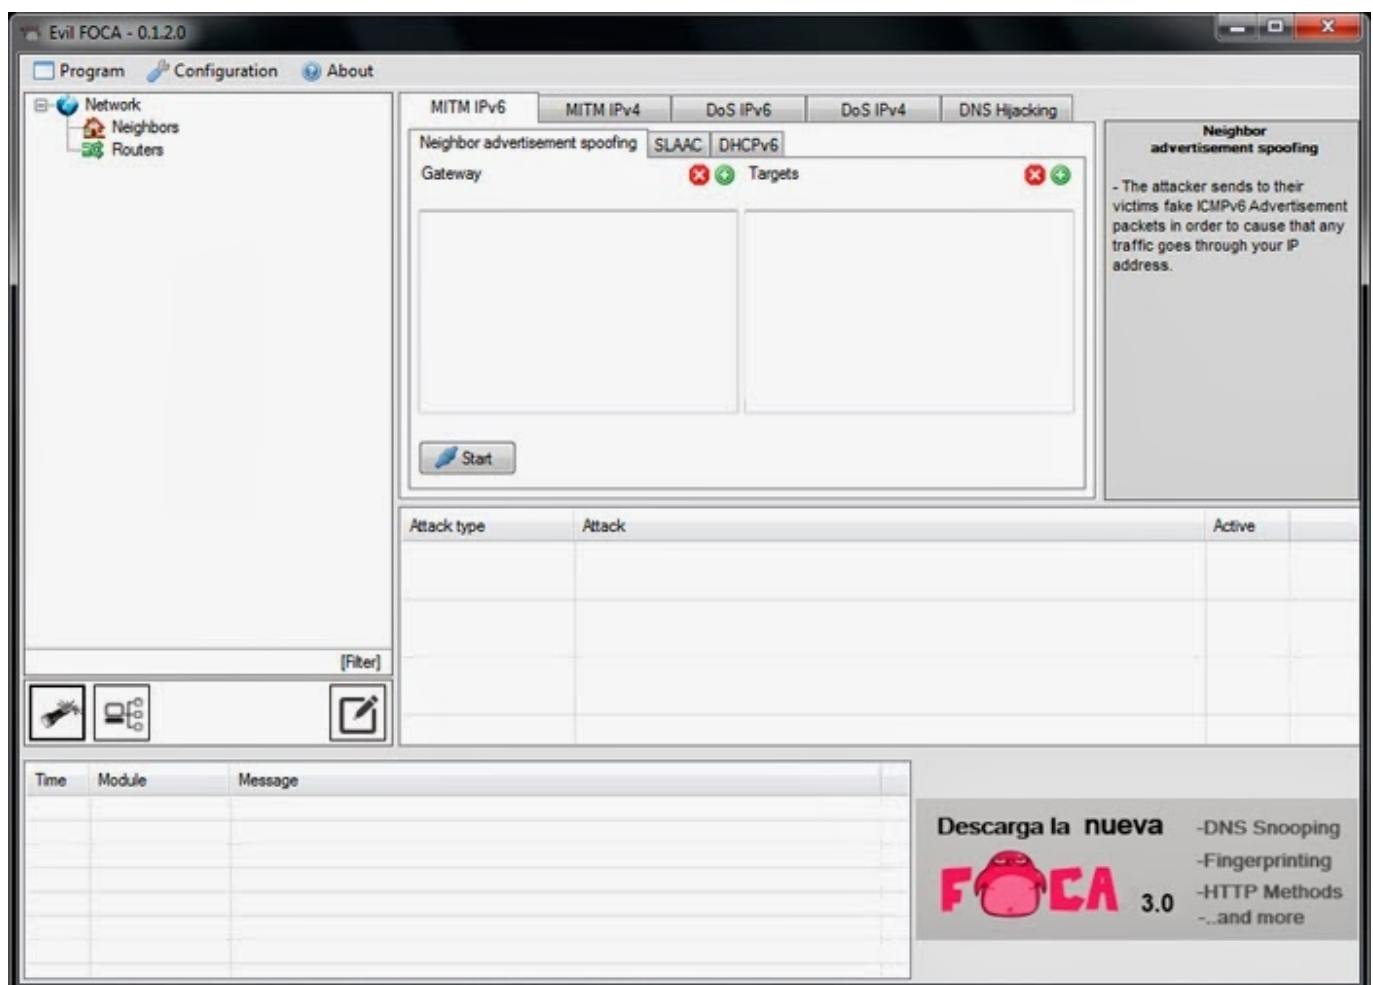 Evil FOCA - 0.1.2.0
Program Configuration About
Network
Neighbors
Routers
[Filter]
MITM IPv6 MITM IPv4 DoS IPv6 DoS IPv4 DNS Hijacking
Neighbor advertisement spoofing SLAAC DHCPv6
Gateway Targets
Start
Neighbor
advertisement spoofing
- The attacker sends to their
victims fake ICMPv6 Advertisement
packets in order to cause that any
traffic goes through your IP
address.
Attack type Attack Active
Time Module Message
Descarga la nueva
FOCA 3.0
-DNS Snooping
-Fingerprinting
-HTTP Methods
-..and more